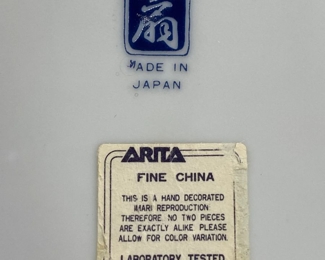 扇
MADE IN
JAPAN
ARITA
FINE CHINA
THIS IS A HAND DECORATED
IMARI REPRODUCTION
THEREFORE NO TWO PIECES
ARE EXACTLY ALIKE PLEASE
ALLOW FOR COLOR VARIATION.
LABORATORY TESTED